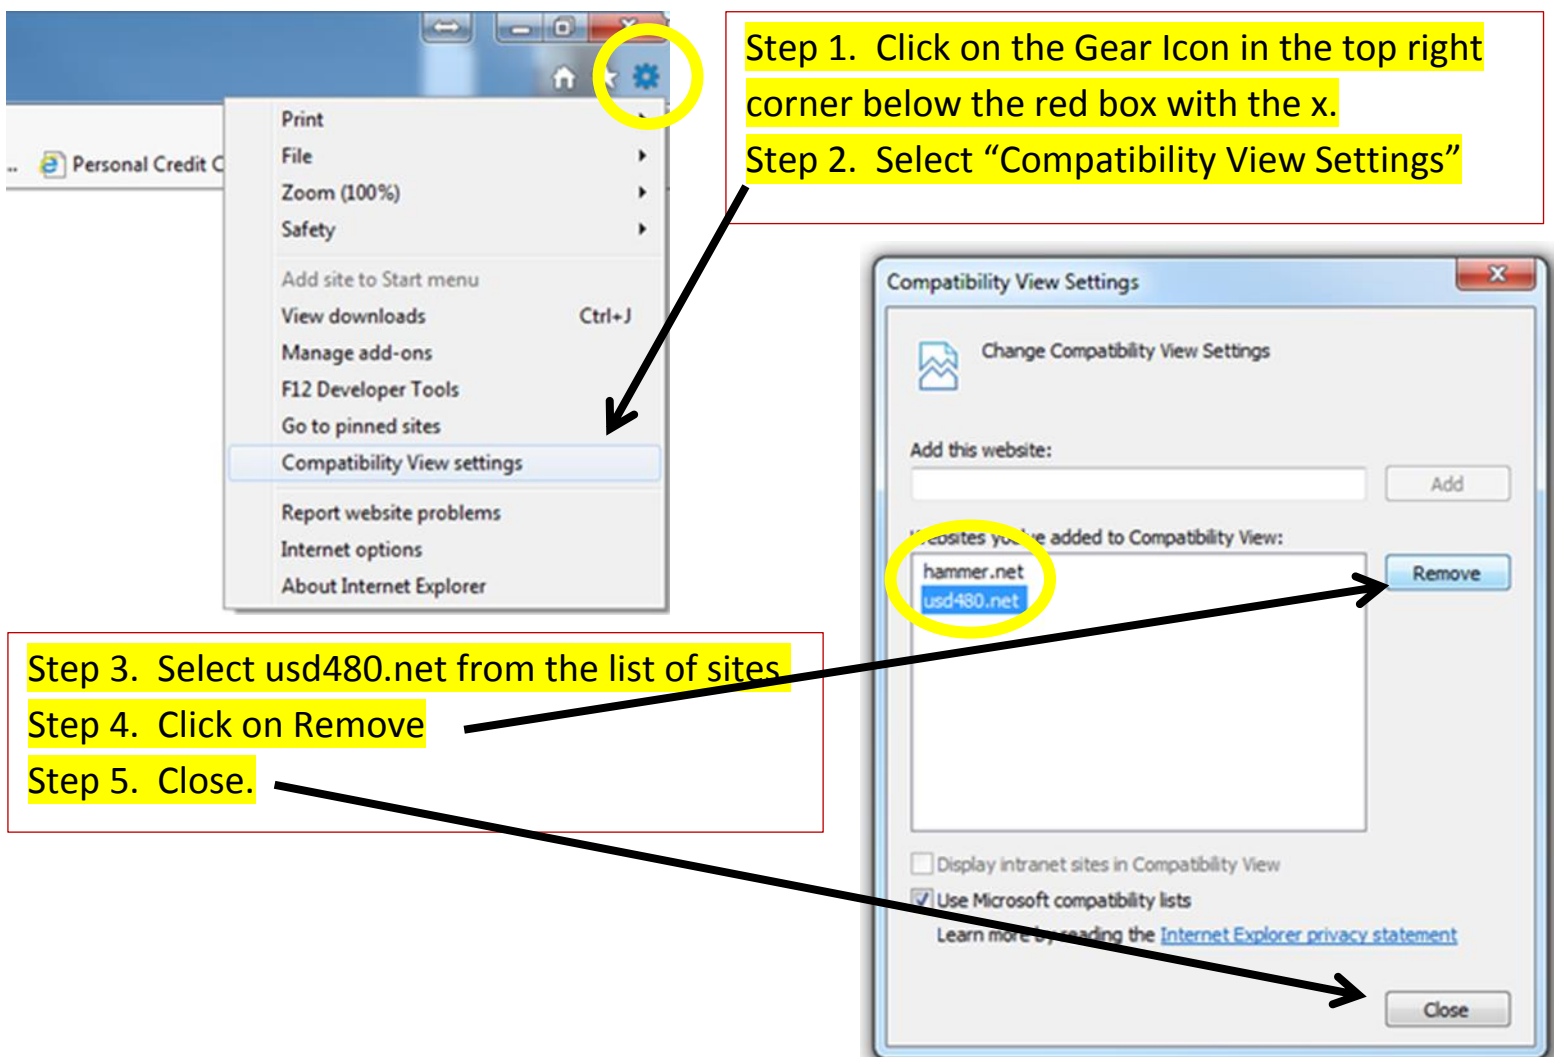 Step 1. Click on the Gear Icon in the top right
corner below the red box with the x.
Step 2. Select “Compatibility View Settings”
.. Personal Credit C
Print
File
Zoom (100%)
Safety
Add site to Start menu
View downloads Ctrl+J
Manage add-ons
F12 Developer Tools
Go to pinned sites
Compatibility View settings
Report website problems
Internet options
About Internet Explorer
Step 3. Select usd480.net from the list of sites
Step 4. Click on Remove
Step 5. Close.
Compatibility View Settings
Change Compatibility View Settings
Add this website:
Add
Websites you've added to Compatibility View:
hammer.net
usd480.net
Remove
Display intranet sites in Compatibility View
Use Microsoft compatibility lists
Learn more by reading the Internet Explorer privacy statement
Close